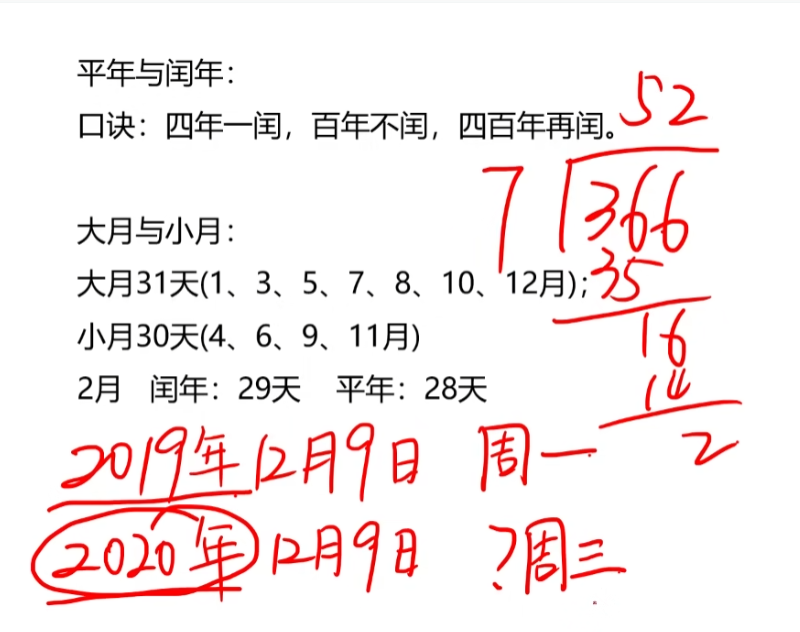 平年与闰年：
口诀：四年一闰，百年不闰，四百年再闰。
52
7 366
大月与小月：
大月31天(1、3、5、7、8、10、12月)；
35
小月30天(4、6、9、11月)
16
2月 闰年：29天 平年：28天
14
2
2019年12月9日 周一
2020年12月9日 ？周三